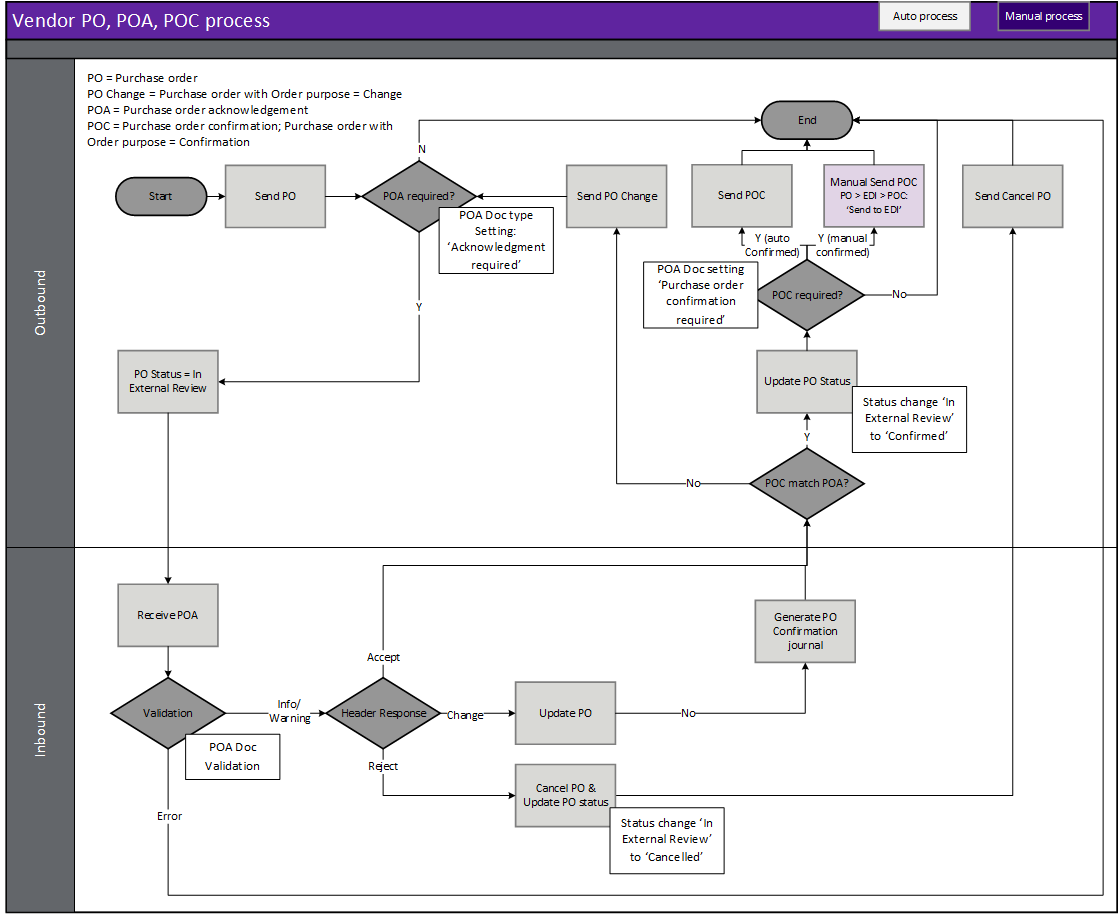 Vendor PO, POA, POC process
Auto process
Manual process
PO = Purchase order
PO Change = Purchase order with Order purpose = Change
POA = Purchase order acknowledgement
POC = Purchase order confirmation; Purchase order with
Order purpose = Confirmation
Outbound
Start
Send PO
N
POA required?
POA Doc type
Setting:
‘Acknowledgment
required’
Send PO Change
End
Send POC
Manual Send POC
PO > EDI > POC:
‘Send to EDI’
Send Cancel PO
Y (auto
Confirmed)
Y (manual
confirmed)
POA Doc setting
‘Purchase order
confirmation
required’
POC required?
No
Y
PO Status = In
External Review
Update PO Status
Status change ‘In
External Review’
to ‘Confirmed’
Y
POC match POA?
No
Inbound
Receive POA
Validation
POA Doc
Validation
Info/
Warning
Error
Accept
Header Response
Change
Reject
Update PO
No
Generate PO
Confirmation
journal
Cancel PO &
Update PO status
Status change ‘In
External Review’
to ‘Cancelled’